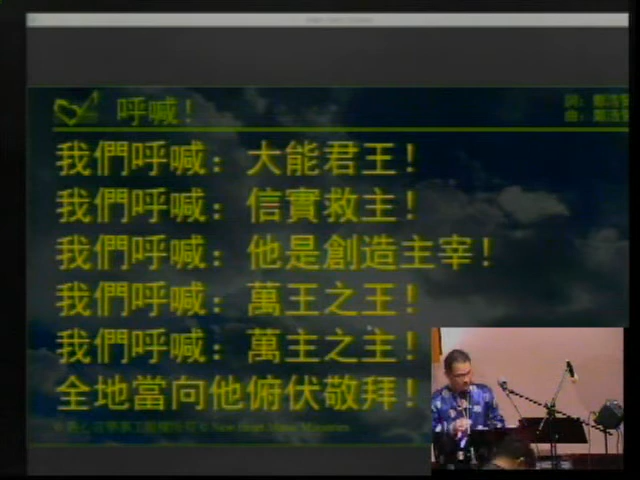 呼喊!
我們呼喊: 大能君王!
我們呼喊: 信實救主!
我們呼喊: 他是創造主宰!
我們呼喊: 萬王之王!
我們呼喊: 萬主之主!
全地當向他俯伏敬拜!